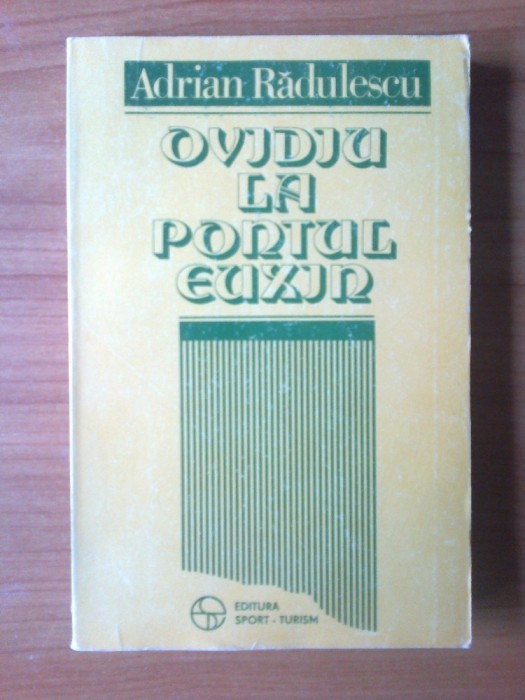 Adrian Rădulescu
OVIDIU
LA
PONTUL
EUXIN
EDITURA
SPORT - TURISM